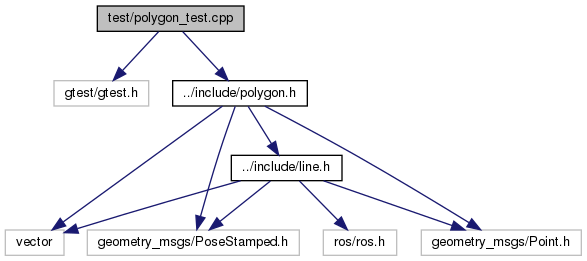 test/polygon_test.cpp
gtest/gtest.h
../include/polygon.h
../include/line.h
vector
geometry_msgs/PoseStamped.h
ros/ros.h
geometry_msgs/Point.h